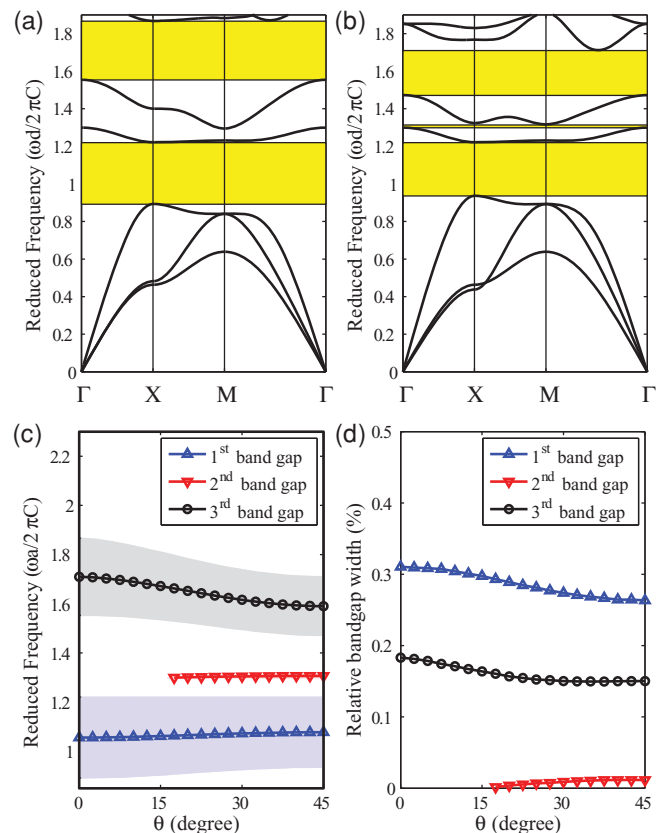 (a)
Reduced Frequency (ωd/2πC)
1.8
1.6
1.4
1.2
1
0.8
0.6
0.4
0.2
0
Γ X M Γ
(b)
Reduced Frequency (ωd/2πC)
1.8
1.6
1.4
1.2
1
0.8
0.6
0.4
0.2
0
Γ X M Γ
(c)
Reduced Frequency (ωa/2πC)
2.2
2
1.8
1.6
1.4
1.2
1
1st band gap
2nd band gap
3rd band gap
0 15 30 45
θ (degree)
(d)
Relative bandgap width (%)
0.5
0.4
0.3
0.2
0.1
0
1st band gap
2nd band gap
3rd band gap
0 15 30 45
θ (degree)